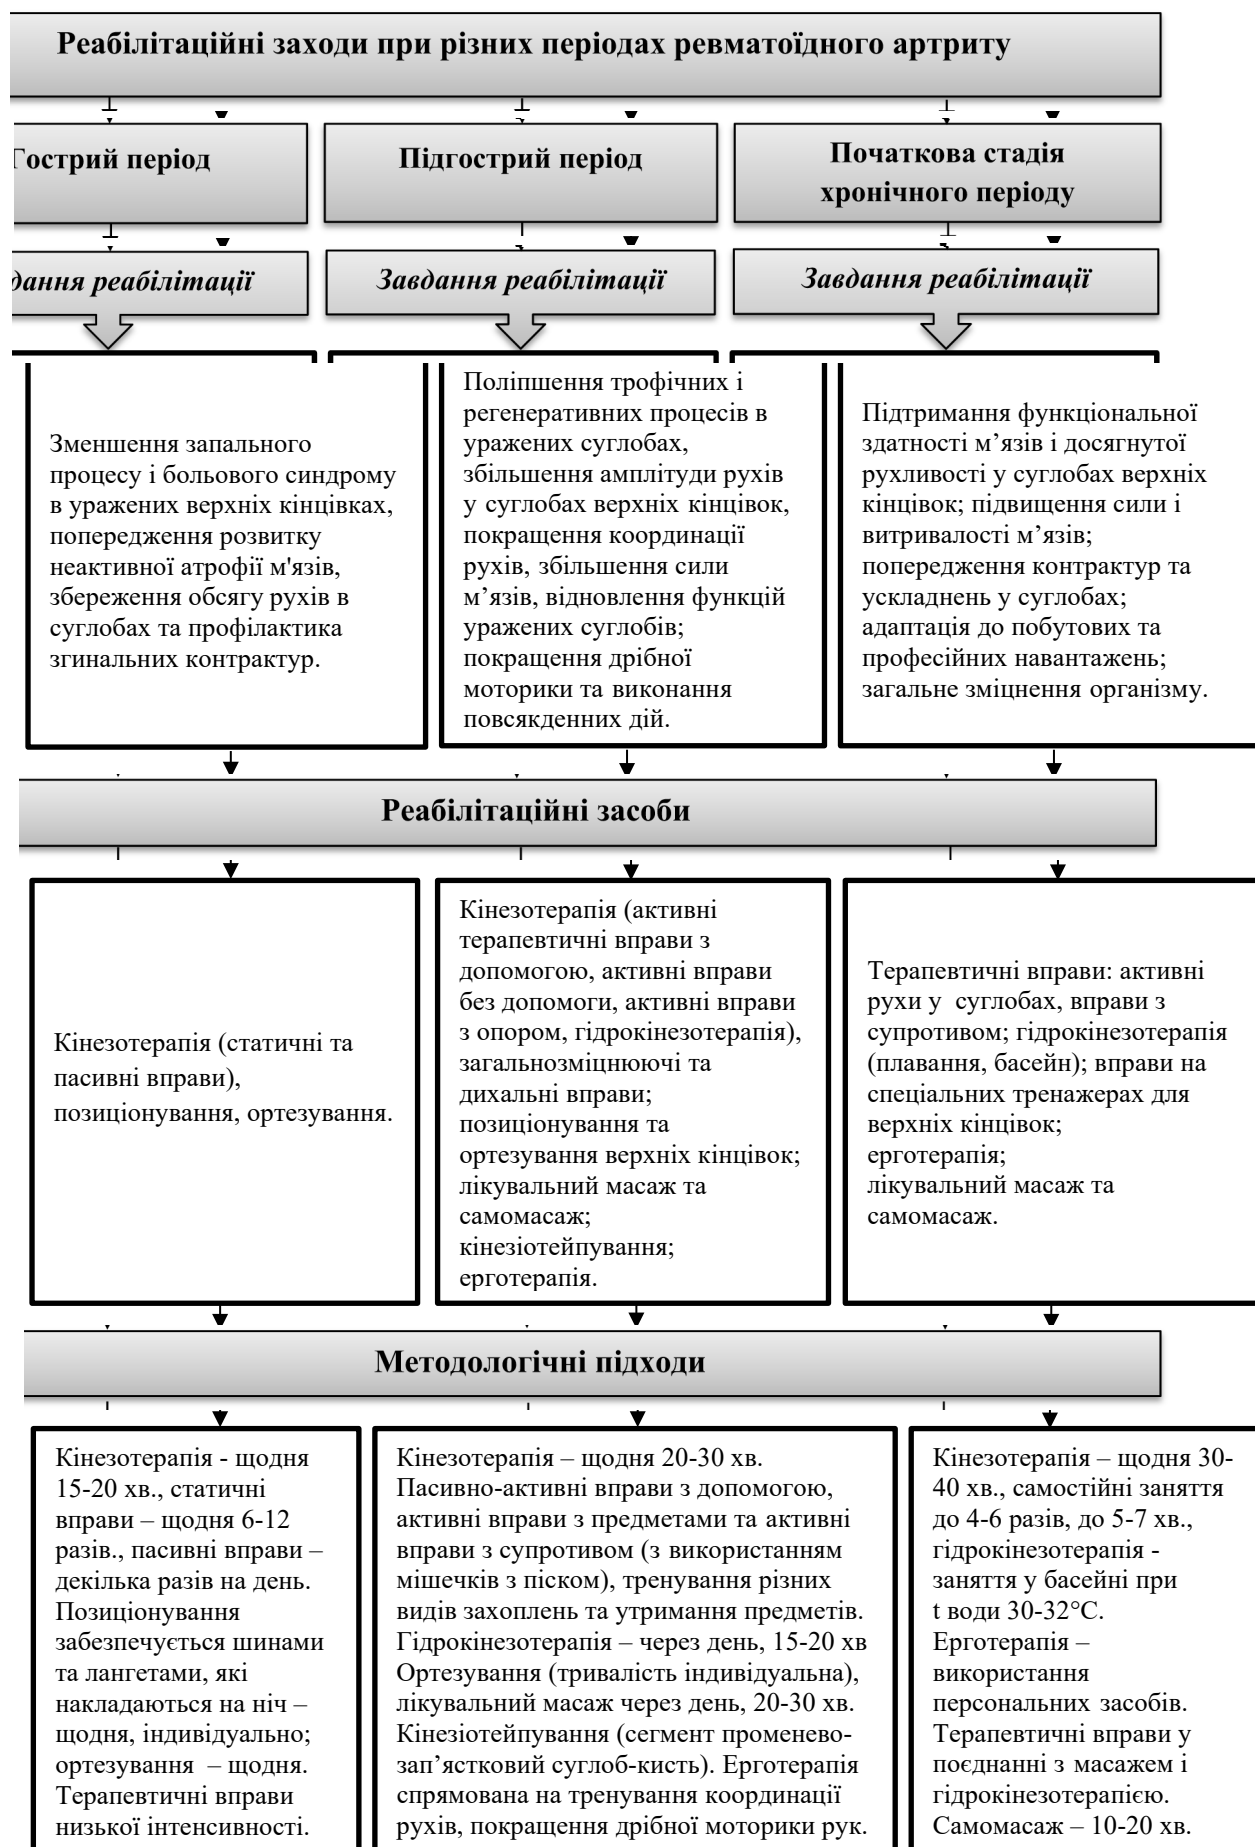 Реабілітаційні заходи при різних періодах ревматоїдного артриту
Гострий період
Підгострий період
Початкова стадія
хронічного періоду
дання реабілітації
Завдання реабілітації
Завдання реабілітації
Зменшення запального
процесу і больового синдрому
в уражених верхніх кінцівках,
попередження розвитку
неактивної атрофії м'язів,
збереження обсягу рухів в
суглобах та профілактика
згинальних контрактур.
Поліпшення трофічних і
регенеративних процесів в
уражених суглобах,
збільшення амплітуди рухів
у суглобах верхніх кінцівок,
покращення координації
рухів, збільшення сили
м’язів, відновлення функцій
уражених суглобів;
покращення дрібної
моторики та виконання
повсякденних дій.
Підтримання функціональної
здатності м’язів і досягнутої
рухливості у суглобах верхніх
кінцівок; підвищення сили і
витривалості м’язів;
попередження контрактур та
ускладнень у суглобах;
адаптація до побутових та
професійних навантажень;
загальне зміцнення організму.
Реабілітаційні засоби
Кінезотерапія (статичні та
пасивні вправи),
позиціонування, ортезування.
Кінезотерапія (активні
терапевтичні вправи з
допомогою, активні вправи
без допомоги, активні вправи
з опором, гідрокінезотерапія),
загальнозміцнюючі та
дихальні вправи;
позиціонування та
ортезування верхніх кінцівок;
лікувальний масаж та
самомасаж;
кінезіотейпування;
ерготерапія.
Терапевтичні вправи: активні
рухи у суглобах, вправи з
супротивом; гідрокінезотерапія
(плавання, басейн); вправи на
спеціальних тренажерах для
верхніх кінцівок;
ерготерапія;
лікувальний масаж та
самомасаж.
Методологічні підходи
Кінезотерапія - щодня
15-20 хв., статичні
вправи – щодня 6-12
разів., пасивні вправи –
декілька разів на день.
Позиціонування
забезпечується шинами
та лангетами, які
накладаються на ніч –
щодня, індивідуально;
ортезування – щодня.
Терапевтичні вправи
низької інтенсивності.
Кінезотерапія – щодня 20-30 хв.
Пасивно-активні вправи з допомогою,
активні вправи з предметами та активні
вправи з супротивом (з використанням
мішечків з піском), тренування різних
видів захоплень та утримання предметів.
Гідрокінезотерапія – через день, 15-20 хв
Ортезування (тривалість індивідуальна),
лікувальний масаж через день, 20-30 хв.
Кінезіотейпування (сегмент променево-
зап’ястковий суглоб-кисть). Ерготерапія
спрямована на тренування координації
рухів, покращення дрібної моторики рук.
Кінезотерапія – щодня 30-
40 хв., самостійні заняття
до 4-6 разів, до 5-7 хв.,
гідрокінезотерапія -
заняття у басейні при
t води 30-32°С.
Ерготерапія –
використання
персональних засобів.
Терапевтичні вправи у
поєднанні з масажем і
гідрокінезотерапією.
Самомасаж – 10-20 хв.